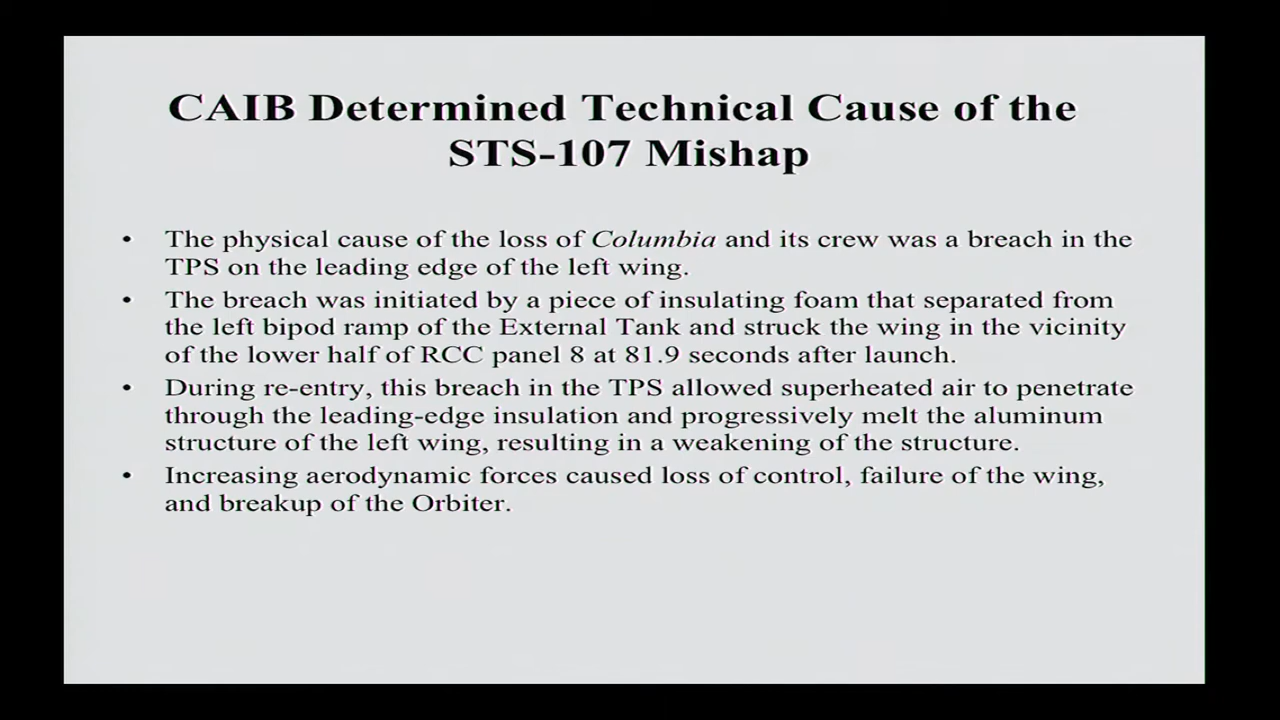 CAIB Determined Technical Cause of the
STS-107 Mishap
• The physical cause of the loss of Columbia and its crew was a breach in the
TPS on the leading edge of the left wing.
• The breach was initiated by a piece of insulating foam that separated from
the left bipod ramp of the External Tank and struck the wing in the vicinity
of the lower half of RCC panel 8 at 81.9 seconds after launch.
• During re-entry, this breach in the TPS allowed superheated air to penetrate
through the leading-edge insulation and progressively melt the aluminum
structure of the left wing, resulting in a weakening of the structure.
• Increasing aerodynamic forces caused loss of control, failure of the wing,
and breakup of the Orbiter.